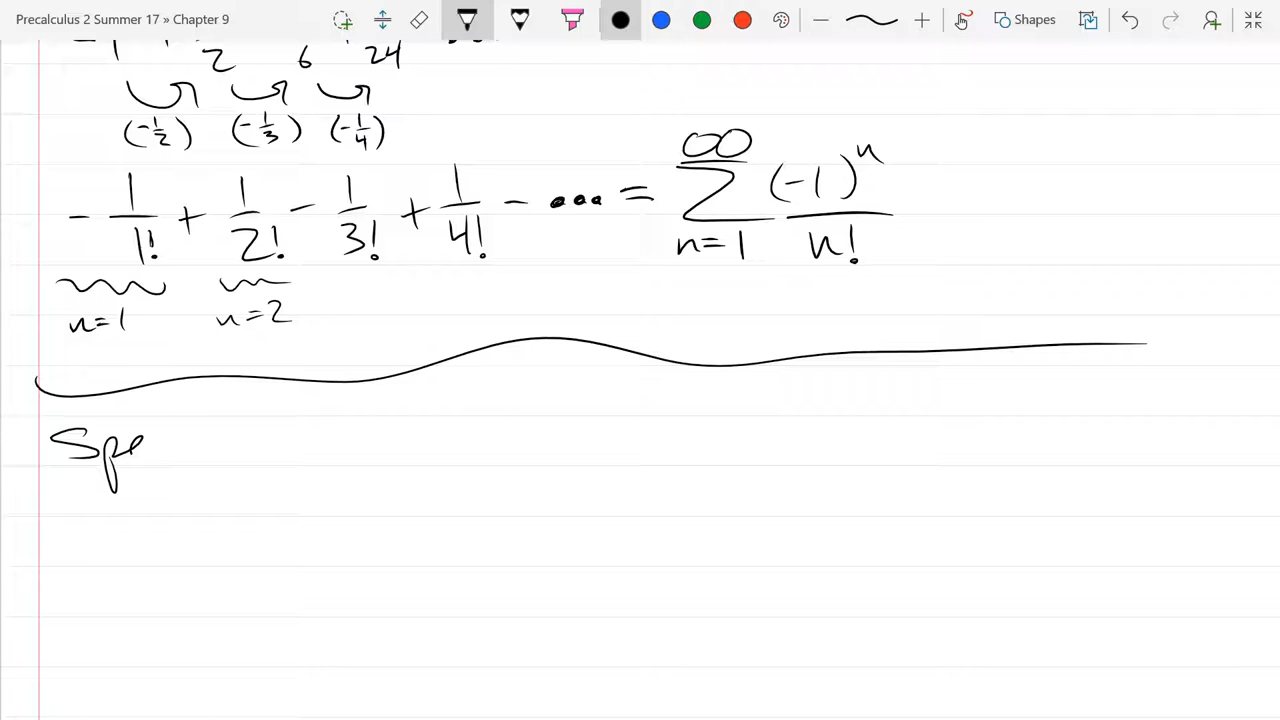 Precalculus 2 Summer 17 » Chapter 9
Shapes
2 6 24
(-1/2) (-1/3) (-1/4)
- 1/1! + 1/2! - 1/3! + 1/4! - ... = ∑_{n=1}^{∞} (-1)^n / n!
n=1 n=2
Spe